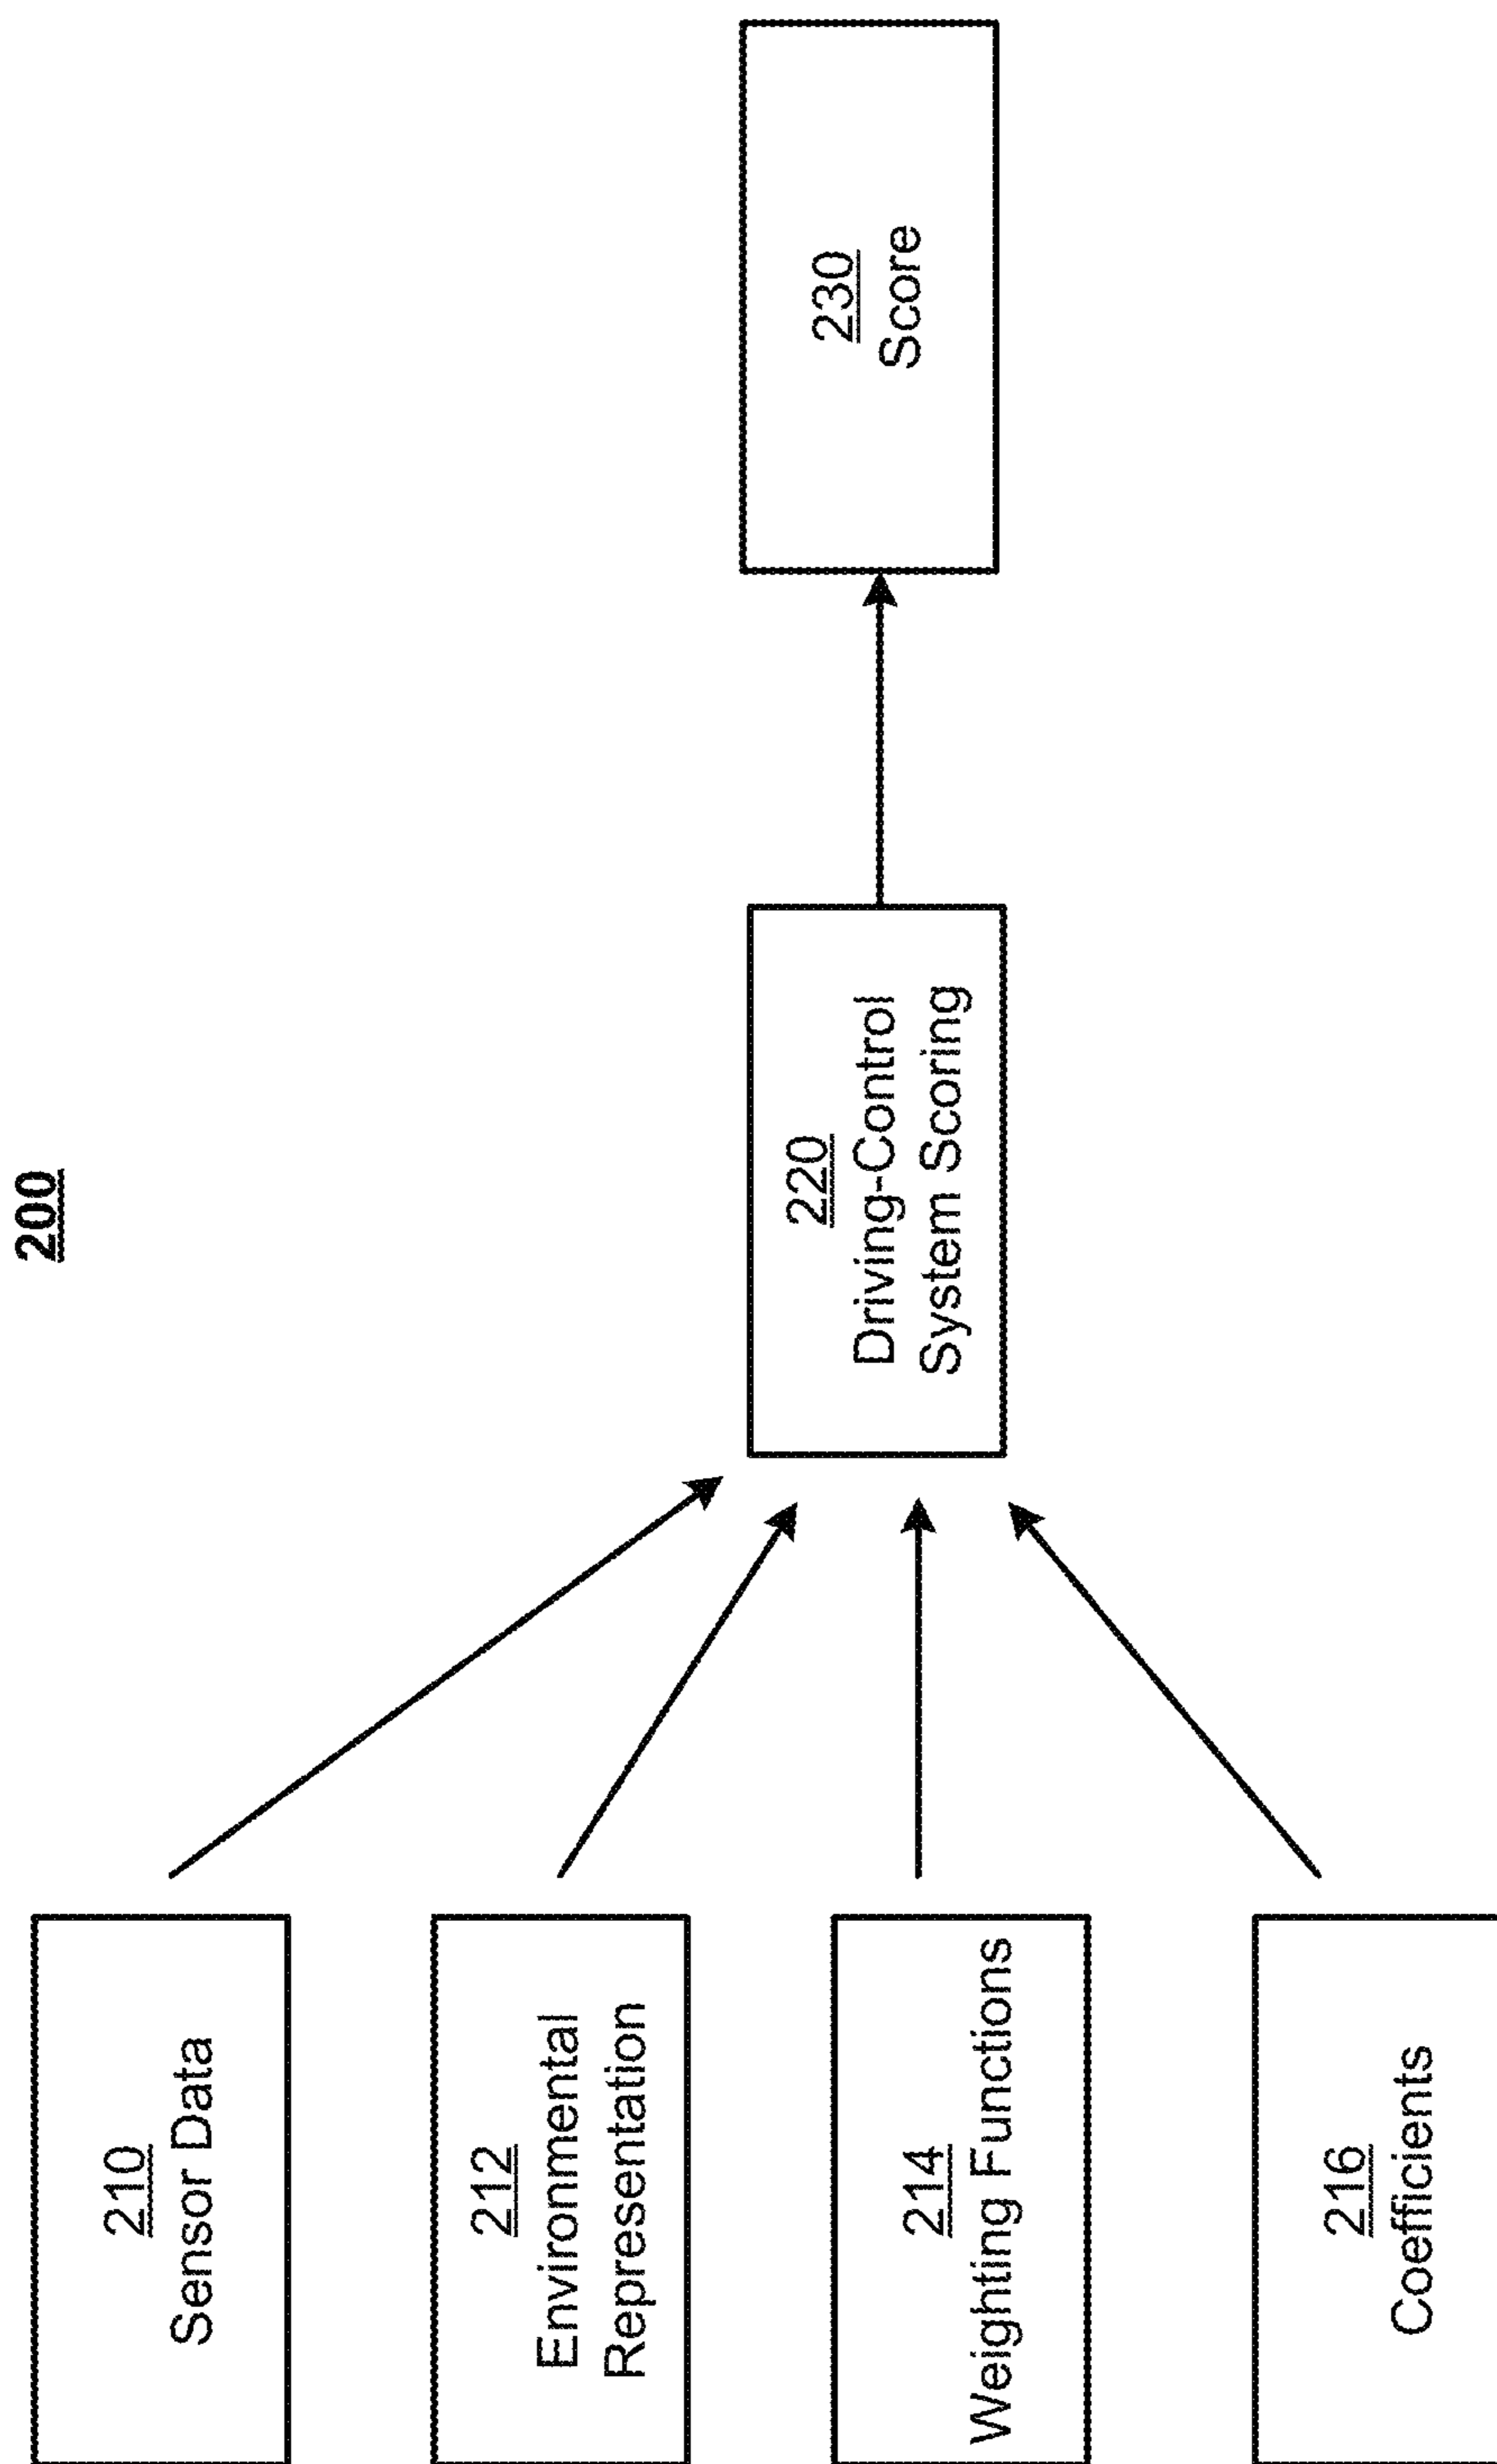 200
210
Sensor Data
212
Environmental
Representation
214
Weighting Functions
216
Coefficients
220
Driving-Control
System Scoring
230
Score